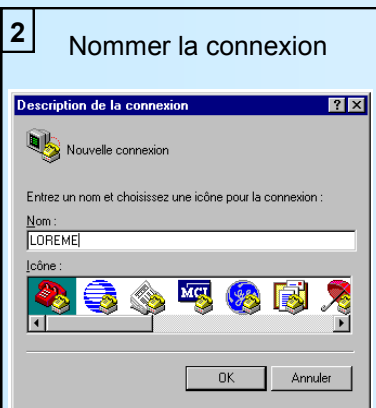 2
Nommer la connexion
Description de la connexion
Nouvelle connexion
Entrez un nom et choisissez une icône pour la connexion :
Nom :
LOREME
Icône :
MCI
OK Annuler